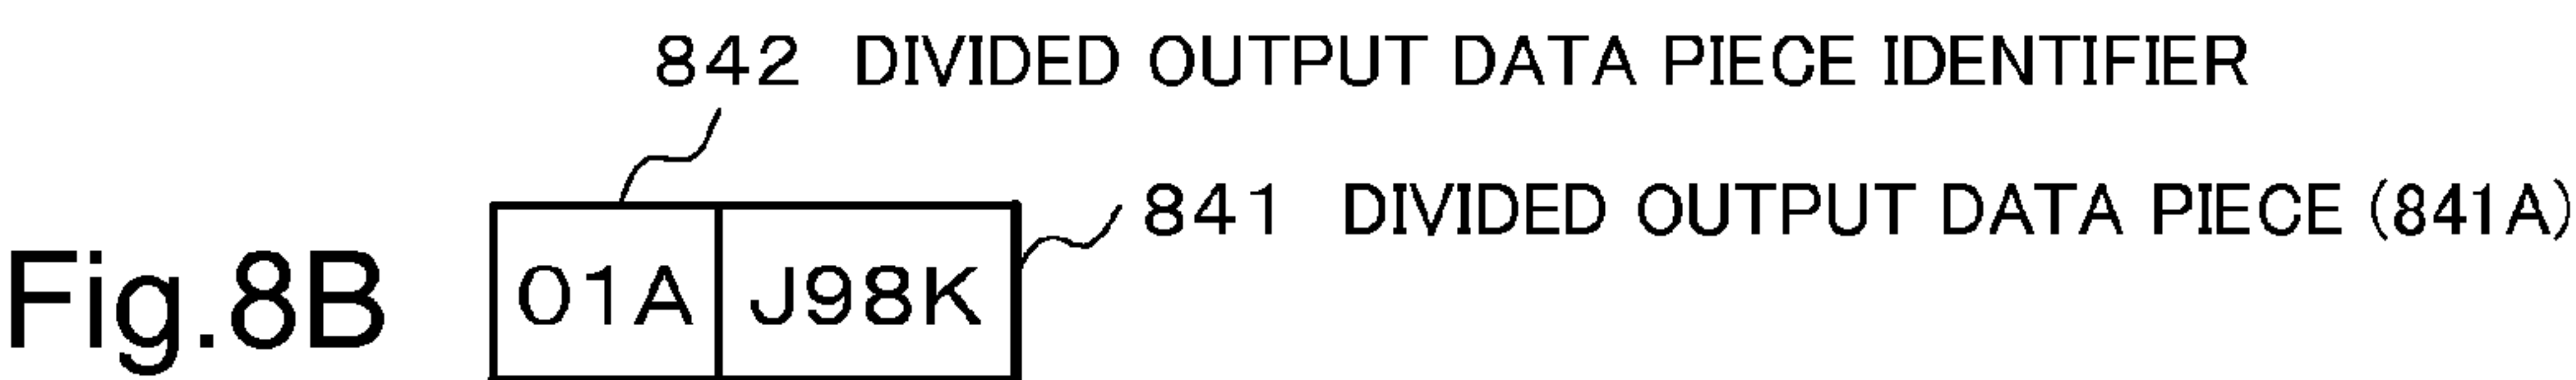 842 DIVIDED OUTPUT DATA PIECE IDENTIFIER
841 DIVIDED OUTPUT DATA PIECE (841A)
Fig.8B 01A J98K